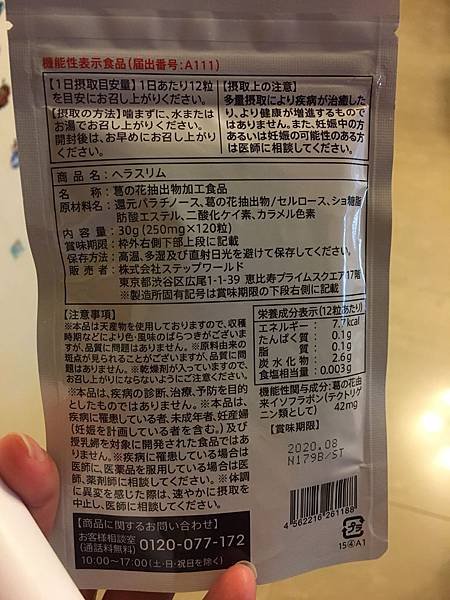 機能性表示食品(届出番号:A111)
【1日摂取目安量】1日あたり12粒
を目安にお召し上がりください。
【摂取の方法】噛まずに、水または
お湯でお召し上がりください。
開封後は、お早めにお召し上がり
ください。
【摂取上の注意】
多量摂取により疾病が治癒した
り、より健康が増進するもので
はありません。また、妊娠中の方
あるいは妊娠の可能性のある方
は医師に相談してください。
商品名:ヘラスリム
名称:葛の花抽出物加工食品
原材料名:還元パラチノース、葛の花抽出物/セルロース、ショ糖脂
肪酸エステル、二酸化ケイ素、カラメル色素
内容量:30g(250mg×120粒)
賞味期限:枠外右側下部上段に記載
保存方法:高温、多湿及び直射日光を避けて保存してください。
販売者:株式会社ステップワールド
東京都渋谷区広尾1-1-39 恵比寿プライムスクエア17階
※製造所固有記号は賞味期限の下段右側に記載
【注意事項】
※本品は天産物を使用しておりますので、収穫
時期などにより色・風味のばらつきがございま
すが、品質に問題はありません。※原料由来の
斑点が見られることがございますが、品質に問
題はありません。※乾燥剤が入っていますので、
お召し上がりにならないようにご注意ください。
※本品は、疾病の診断、治療、予防を目的
としたものではありません。※本品は、
疾病に罹患している者、未成年者、妊産婦
(妊娠を計画している者を含む。)及び
授乳婦を対象に開発された食品ではあ
りません。※疾病に罹患している場合は
医師に、医薬品を服用している場合は医
師、薬剤師に相談してください。※体調
に異変を感じた際は、速やかに摂取を
中止し、医師に相談してください。
栄養成分表示(12粒あたり)
エネルギー:7.7kcal
たんぱく質:0.1g
脂質:0.1g
炭水化物:2.6g
食塩相当量:0.003g
機能性関与成分:葛の花由
来イソフラボン(テクトリゲ
ニン類として) 42mg
【賞味期限】
2020.08
N179B/ST
4 562216 261188
プラ
15④A1
【商品に関するお問い合わせ】
お客様相談室
(通話料無料)
0120-077-172
10:00~17:00(土・日・祝日を除く)